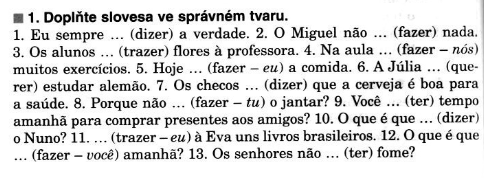 1. Doplňte slovesa ve správném tvaru.
1. Eu sempre ... (dizer) a verdade. 2. O Miguel não ... (fazer) nada.
3. Os alunos ... (trazer) flores à professora. 4. Na aula ... (fazer – nós)
muitos exercícios. 5. Hoje ... (fazer – eu) a comida. 6. A Júlia ... (que-
rer) estudar alemão. 7. Os checos ... (dizer) que a cerveja é boa para
a saúde. 8. Porque não ... (fazer – tu) o jantar? 9. Você ... (ter) tempo
amanhã para comprar presentes aos amigos? 10. O que é que ... (dizer)
o Nuno? 11. ... (trazer – eu) à Eva uns livros brasileiros. 12. O que é que
... (fazer – você) amanhã? 13. Os senhores não ... (ter) fome?